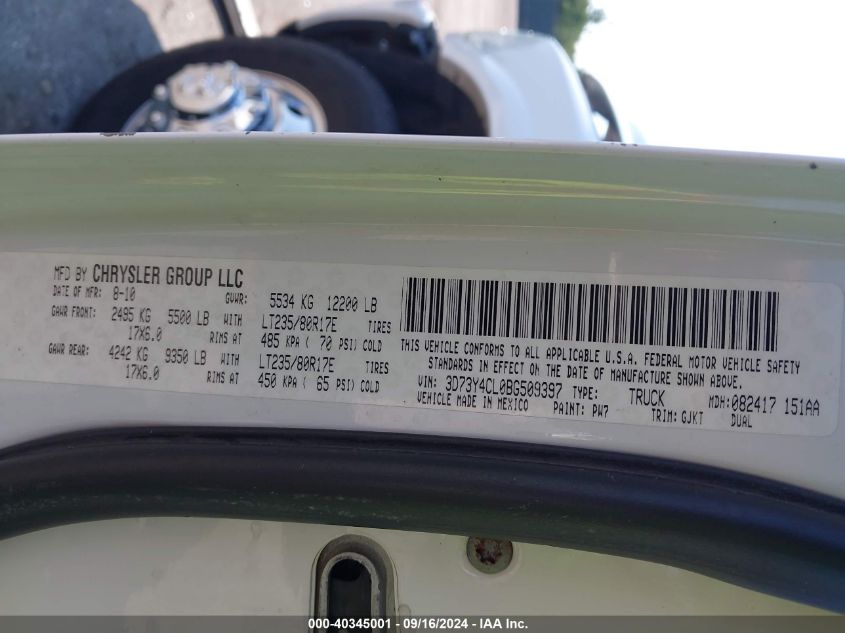 MFD BY CHRYSLER GROUP LLC
DATE OF MFR: 8-10 GVWR: 5534 KG 12200 LB
GAWR FRONT: 2495 KG 5500 LB WITH LT235/80R17E TIRES
17X6.0 RIMS AT 485 KPA ( 70 PSI) COLD
GAWR REAR: 4242 KG 9350 LB WITH LT235/80R17E TIRES
17X6.0 RIMS AT 450 KPA ( 65 PSI) COLD
THIS VEHICLE CONFORMS TO ALL APPLICABLE U.S.A. FEDERAL MOTOR VEHICLE SAFETY
STANDARDS IN EFFECT ON THE DATE OF MANUFACTURE SHOWN ABOVE.
VIN: 3D73Y4CL0BG509397 TYPE: TRUCK MDH:082417 151AA
VEHICLE MADE IN MEXICO PAINT: PW7 TRIM: GJKT DUAL
000-40345001 - 09/16/2024 - IAA Inc.